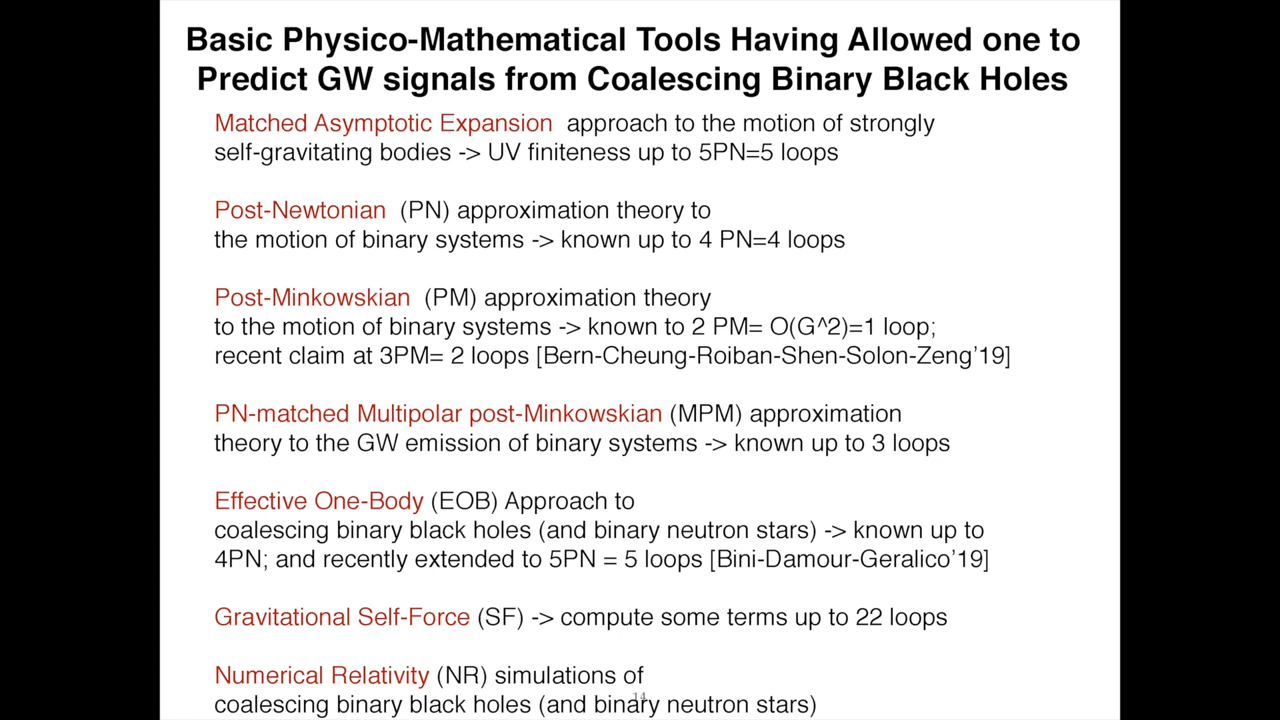 Basic Physico-Mathematical Tools Having Allowed one to
Predict GW signals from Coalescing Binary Black Holes
Matched Asymptotic Expansion approach to the motion of strongly
self-gravitating bodies -> UV finiteness up to 5PN=5 loops
Post-Newtonian (PN) approximation theory to
the motion of binary systems -> known up to 4 PN=4 loops
Post-Minkowskian (PM) approximation theory
to the motion of binary systems -> known to 2 PM= O(G^2)=1 loop;
recent claim at 3PM= 2 loops [Bern-Cheung-Roiban-Shen-Solon-Zeng’19]
PN-matched Multipolar post-Minkowskian (MPM) approximation
theory to the GW emission of binary systems -> known up to 3 loops
Effective One-Body (EOB) Approach to
coalescing binary black holes (and binary neutron stars) -> known up to
4PN; and recently extended to 5PN = 5 loops [Bini-Damour-Geralico’19]
Gravitational Self-Force (SF) -> compute some terms up to 22 loops
Numerical Relativity (NR) simulations of
coalescing binary black holes (and binary neutron stars)
14